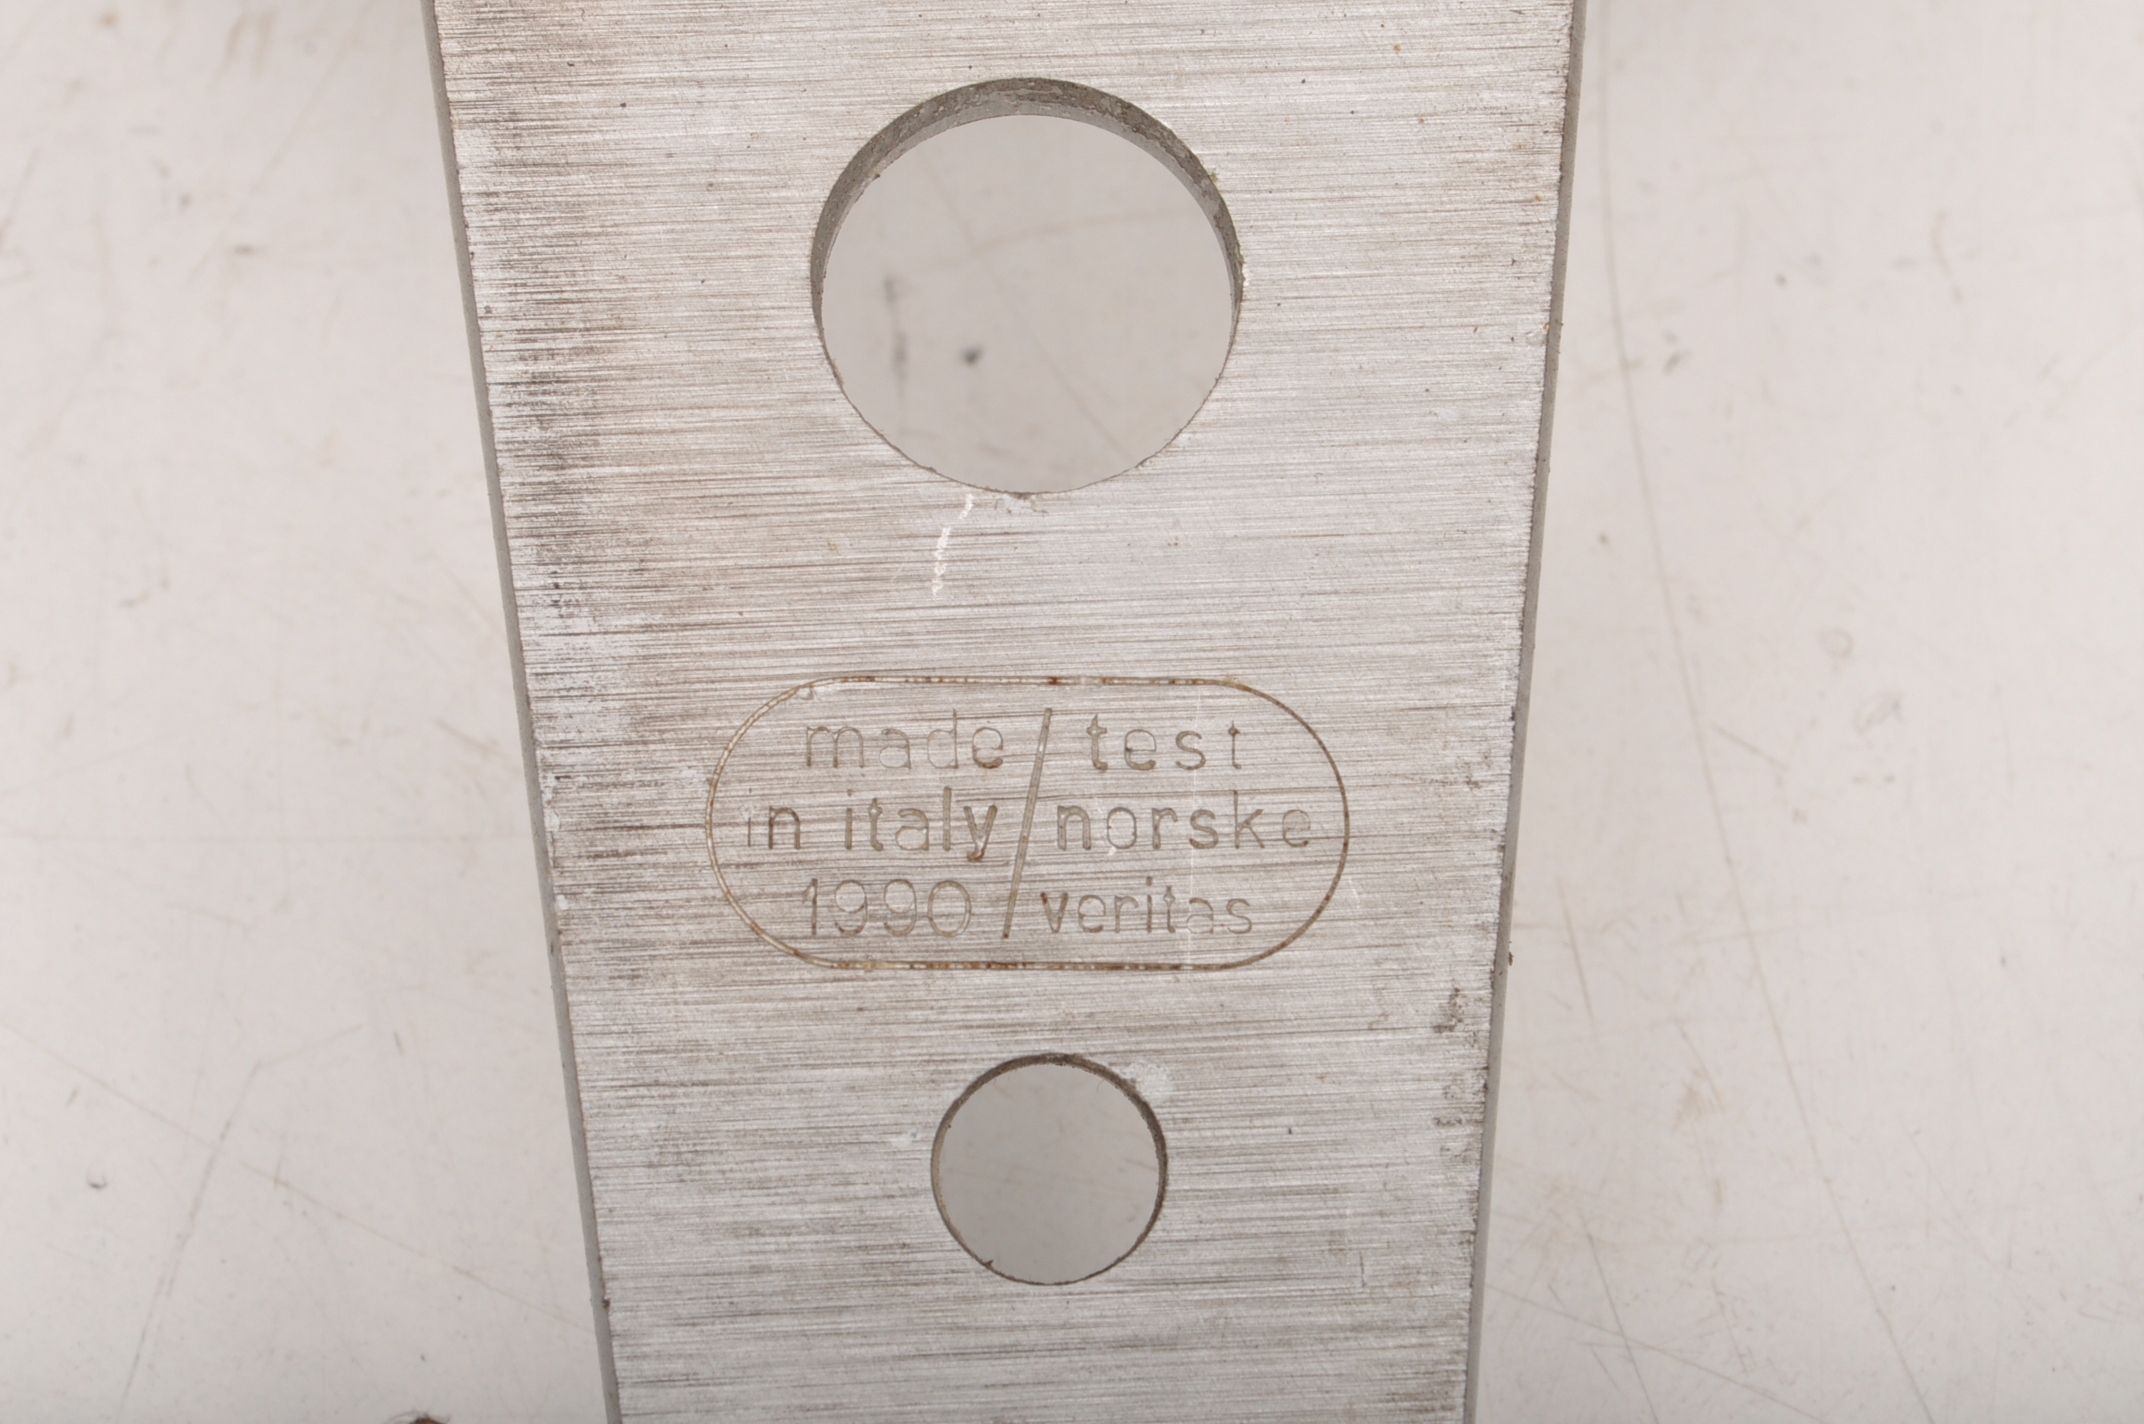 made / test
in italy / norske
1990 / veritas